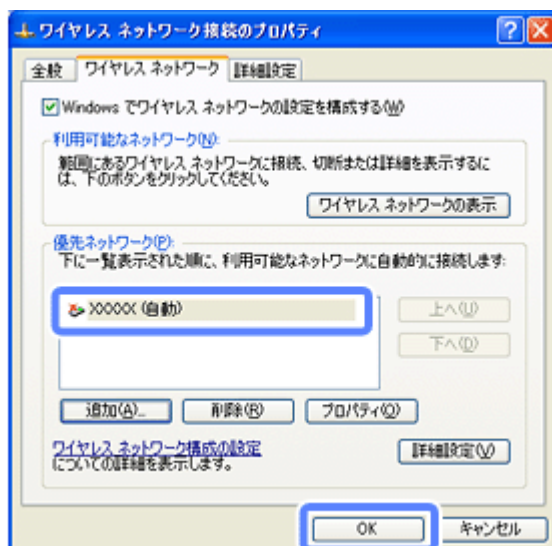 ワイヤレス ネットワーク接続のプロパティ
全般 ワイヤレス ネットワーク 詳細設定
Windows でワイヤレス ネットワークの設定を構成する(W)
利用可能なネットワーク(N):
範囲にあるワイヤレス ネットワークに接続、切断または詳細を表示するに
は、下のボタンをクリックしてください。
ワイヤレス ネットワークの表示
優先ネットワーク(P):
下に一覧表示された順に、利用可能なネットワークに自動的に接続します:
XXXXX (自動)
上へ(U)
下へ(D)
追加(A)... 削除(R) プロパティ(O)
ワイヤレス ネットワーク構成の設定
についての詳細を表示します。
詳細設定(V)
OK キャンセル